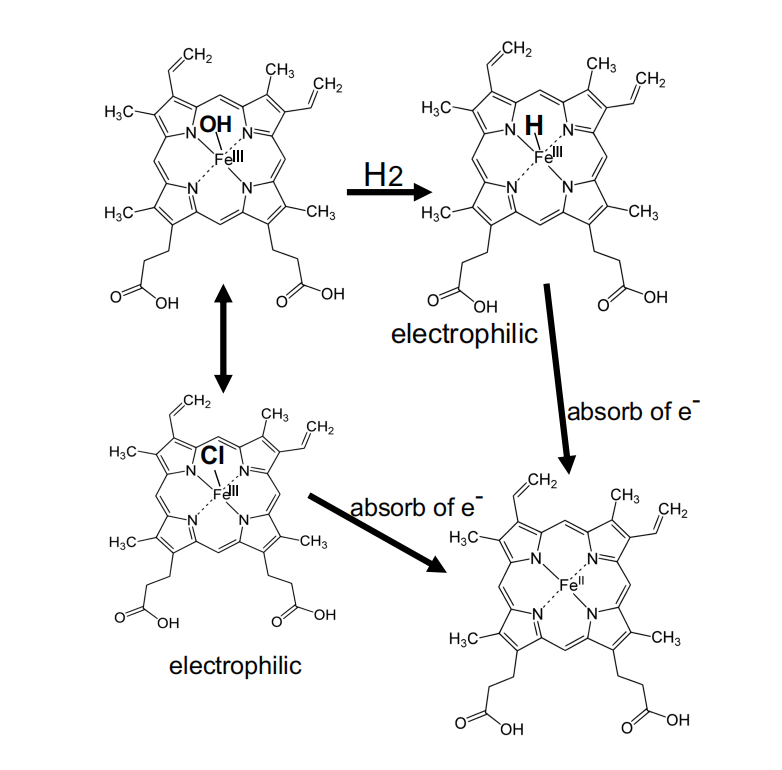 CH₂
CH₃
CH₂
H₃C
OH
N
N
Feᴵᴵᴵ
N
N
H₃C
CH₃
O
OH
O
OH
H2
CH₂
CH₃
CH₂
H₃C
H
N
N
Feᴵᴵᴵ
N
N
H₃C
CH₃
O
OH
O
OH
electrophilic
absorb of e⁻
CH₂
CH₃
CH₂
H₃C
Cl
N
N
Feᴵᴵᴵ
N
N
H₃C
CH₃
O
OH
O
OH
electrophilic
absorb of e⁻
CH₂
CH₃
CH₂
H₃C
N
N
Feᴵᴵ
N
N
H₃C
CH₃
O
OH
O
OH